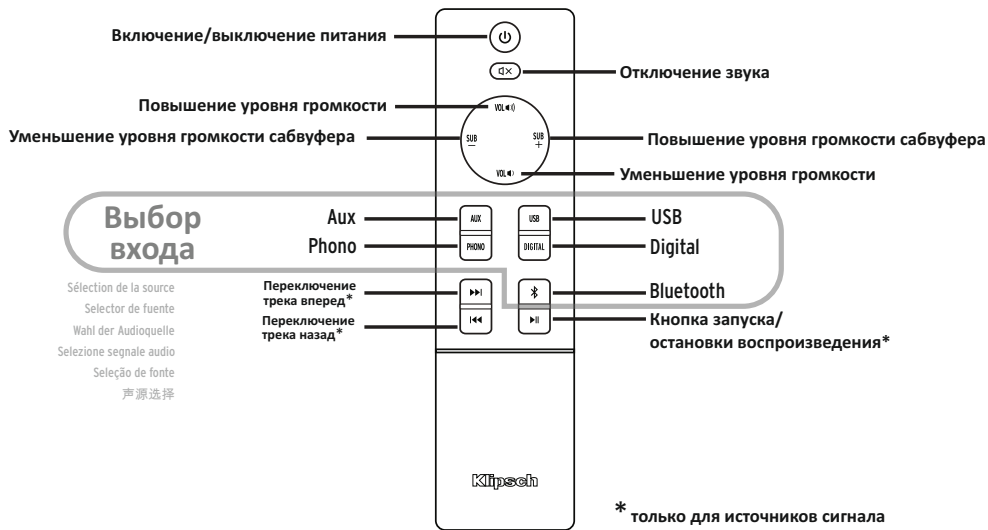 Включение/выключение питания
Отключение звука
Повышение уровня громкости
VOL
Уменьшение уровня громкости сабвуфера
SUB
−
SUB
+
Повышение уровня громкости сабвуфера
VOL
Уменьшение уровня громкости
Выбор
входа
Aux
AUX
USB
USB
Phono
PHONO
DIGITAL
Digital
Sélection de la source
Selector de fuente
Wahl der Audioquelle
Selezione segnale audio
Seleção de fonte
声源选择
Переключение
трека вперед*
Bluetooth
Переключение
трека назад*
Кнопка запуска/
остановки воспроизведения*
Klipsch
* только для источников сигнала